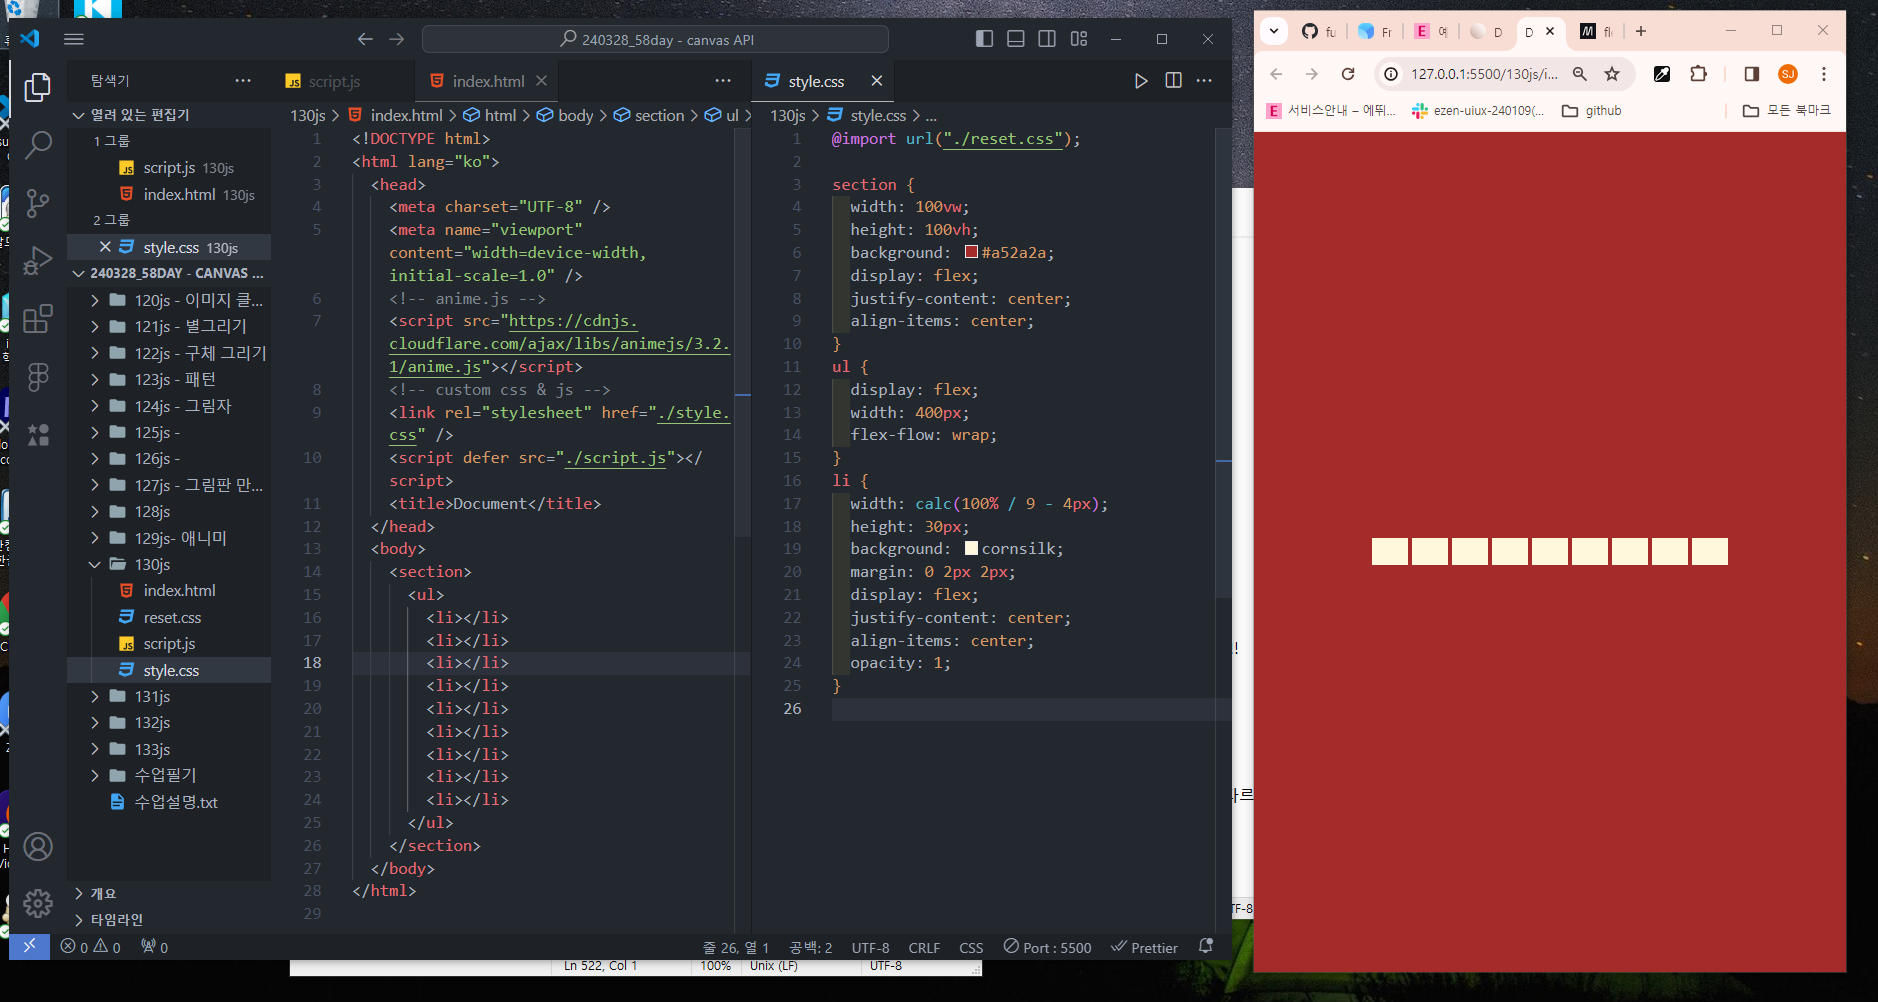 240328_58day - canvas API
탐색기
script.js
index.html
style.css
열려 있는 편집기
1 그룹
script.js 130js
index.html 130js
2 그룹
style.css 130js
240328_58DAY - CANVAS ...
120js - 이미지 클...
121js - 별그리기
122js - 구체 그리기
123js - 패턴
124js - 그림자
125js -
126js -
127js - 그림판 만...
128js
129js- 애니미
130js
index.html
reset.css
script.js
style.css
131js
132js
133js
수업필기
수업설명.txt
개요
타임라인
130js > index.html > html > body > section > ul >
1 <!DOCTYPE html>
2 <html lang="ko">
3 <head>
4 <meta charset="UTF-8" />
5 <meta name="viewport"
content="width=device-width,
initial-scale=1.0" />
6 <!-- anime.js -->
7 <script src="https://cdnjs.
cloudflare.com/ajax/libs/animejs/3.2.
1/anime.js"></script>
8 <!-- custom css & js -->
9 <link rel="stylesheet" href="./style.
css" />
10 <script defer src="./script.js"></
script>
11 <title>Document</title>
12 </head>
13 <body>
14 <section>
15 <ul>
16 <li></li>
17 <li></li>
18 <li></li>
19 <li></li>
20 <li></li>
21 <li></li>
22 <li></li>
23 <li></li>
24 <li></li>
25 </ul>
26 </section>
27 </body>
28 </html>
29
130js > style.css > ...
1 @import url("./reset.css");
2
3 section {
4 width: 100vw;
5 height: 100vh;
6 background: #a52a2a;
7 display: flex;
8 justify-content: center;
9 align-items: center;
10 }
11 ul {
12 display: flex;
13 width: 400px;
14 flex-flow: wrap;
15 }
16 li {
17 width: calc(100% / 9 - 4px);
18 height: 30px;
19 background: cornsilk;
20 margin: 0 2px 2px;
21 display: flex;
22 justify-content: center;
23 align-items: center;
24 opacity: 1;
25 }
26
0 0 0
줄 26, 열 1 공백: 2 UTF-8 CRLF CSS Port : 5500 Prettier
Ln 522, Col 1 100% Unix (LF) UTF-8
fu Fr E D D M
127.0.0.1:5500/130js/i...
SJ
E 서비스안내 – 에뛰... ezen-uiux-240109(... github 모든 북마크
TF-8